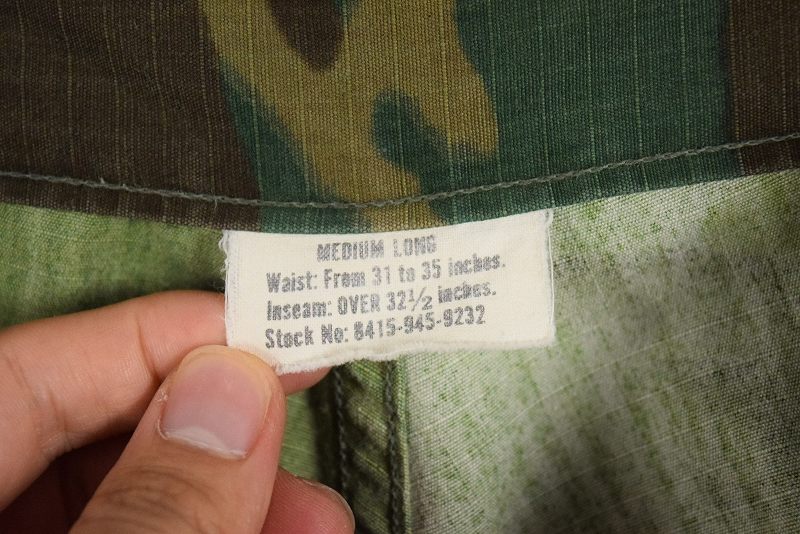 MEDIUM LONG
Waist: From 31 to 35 inches.
Inseam: OVER 32½ inches.
Stock No: 8415-945-9232